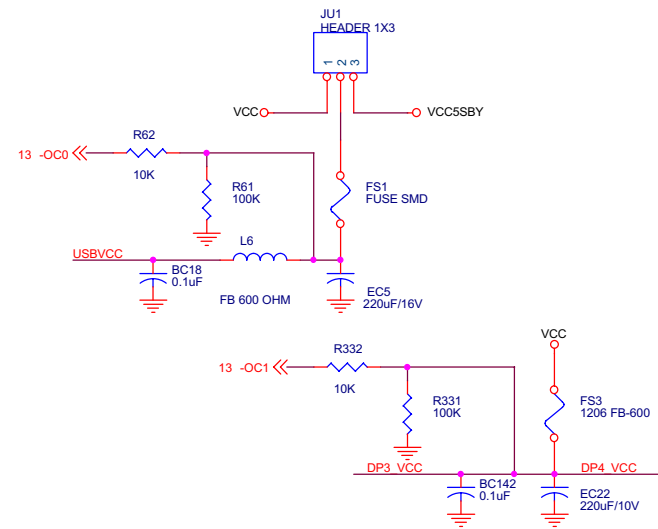 JU1
HEADER 1X3
1 2 3
VCC
VCC5SBY
R62
13 -OC0
10K
R61
100K
FS1
FUSE SMD
L6
USBVCC
BC18
0.1uF
FB 600 OHM
EC5
220uF/16V
VCC
R332
13 -OC1
10K
R331
100K
FS3
1206 FB-600
DP3_VCC
DP4_VCC
BC142
0.1uF
EC22
220uF/10V